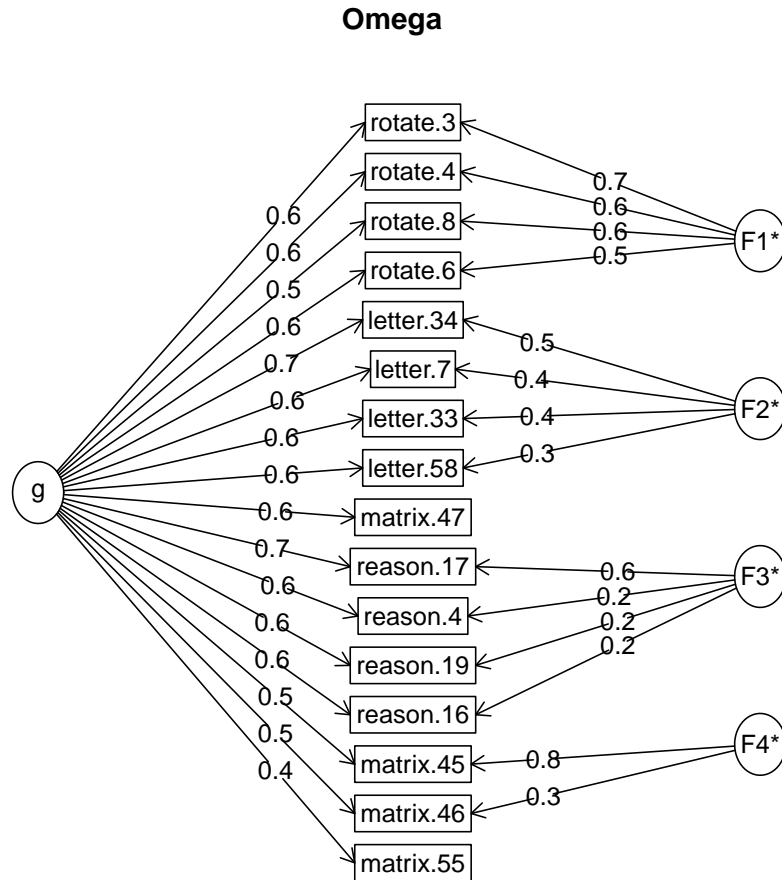 Omega
rotate.3
rotate.4
rotate.8
rotate.6
letter.34
letter.7
letter.33
letter.58
matrix.47
reason.17
reason.4
reason.19
reason.16
matrix.45
matrix.46
matrix.55
g
0.6
0.6
0.5
0.6
0.7
0.6
0.6
0.6
0.6
0.7
0.6
0.6
0.6
0.5
0.5
0.4
F1*
0.7
0.6
0.6
0.5
F2*
0.5
0.4
0.4
0.3
F3*
0.6
0.2
0.2
0.2
F4*
0.8
0.3